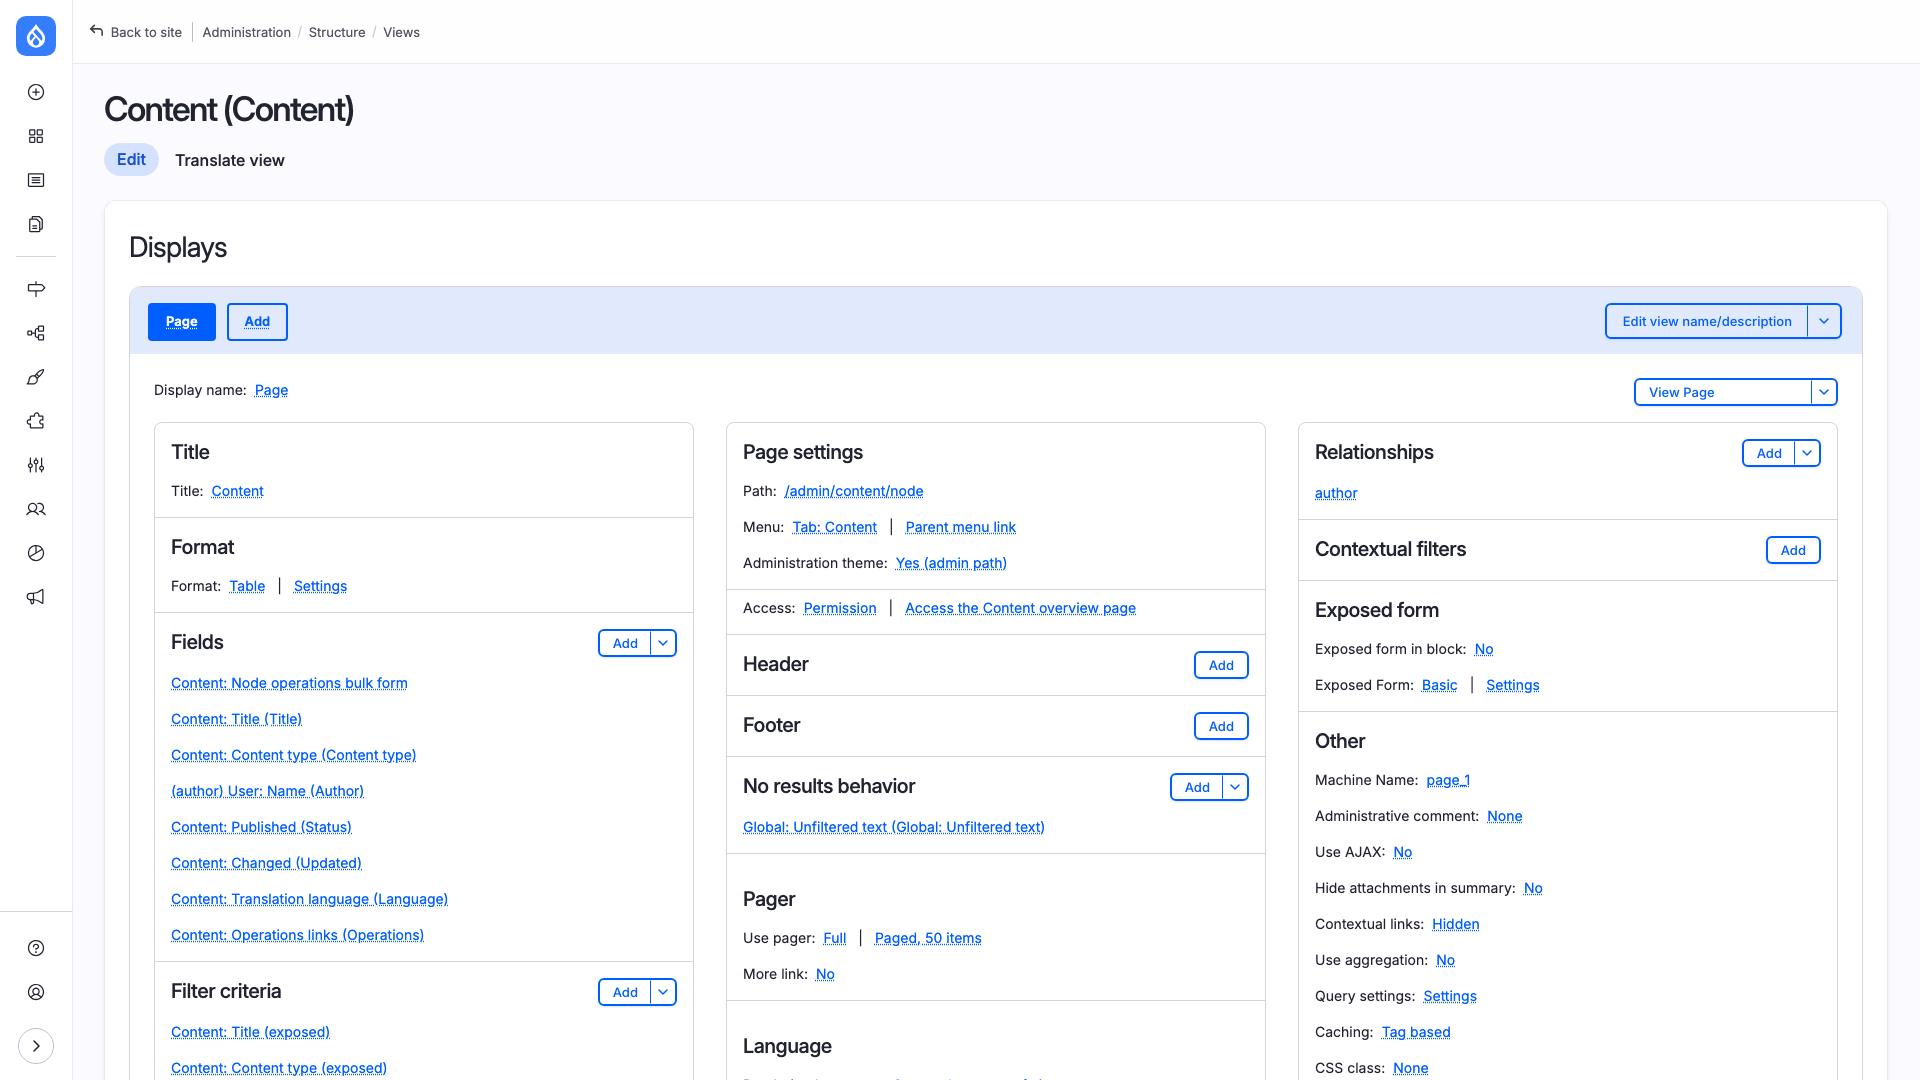 Back to site
Administration / Structure / Views
Content (Content)
Edit
Translate view
Displays
Page
Add
Edit view name/description
Display name: Page
View Page
Title
Title: Content
Format
Format: Table | Settings
Fields
Add
Content: Node operations bulk form
Content: Title (Title)
Content: Content type (Content type)
(author) User: Name (Author)
Content: Published (Status)
Content: Changed (Updated)
Content: Translation language (Language)
Content: Operations links (Operations)
Filter criteria
Add
Content: Title (exposed)
Content: Content type (exposed)
Page settings
Path: /admin/content/node
Menu: Tab: Content | Parent menu link
Administration theme: Yes (admin path)
Access: Permission | Access the Content overview page
Header
Add
Footer
Add
No results behavior
Add
Global: Unfiltered text (Global: Unfiltered text)
Pager
Use pager: Full | Paged, 50 items
More link: No
Language
Relationships
Add
author
Contextual filters
Add
Exposed form
Exposed form in block: No
Exposed Form: Basic | Settings
Other
Machine Name: page_1
Administrative comment: None
Use AJAX: No
Hide attachments in summary: No
Contextual links: Hidden
Use aggregation: No
Query settings: Settings
Caching: Tag based
CSS class: None